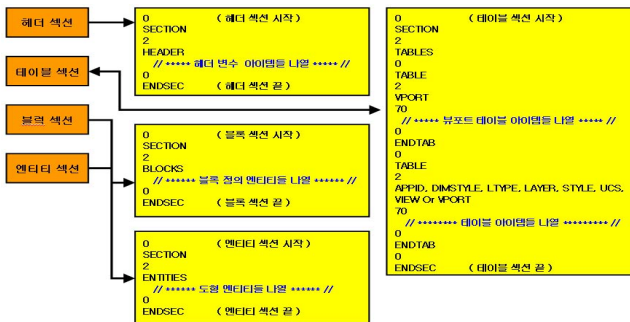 헤더 섹션
테이블 섹션
블럭 섹션
엔티티 섹션
0 ( 헤더 섹션 시작 )
SECTION
2
HEADER
// ***** 헤더 변수 아이템들 나열 ***** //
0
ENDSEC ( 헤더 섹션 끝 )
0 ( 블록 섹션 시작 )
SECTION
2
BLOCKS
// ****** 블록 정의 엔티티들 나열 ****** //
0
ENDSEC ( 블록 섹션 끝 )
0 ( 엔티티 섹션 시작 )
SECTION
2
ENTITIES
// ****** 도형 엔티티들 나열 ****** //
0
ENDSEC ( 엔티티 섹션 끝 )
0 ( 테이블 섹션 시작 )
SECTION
2
TABLES
0
TABLE
2
VPORT
70
// ***** 뷰포트 테이블 아이템들 나열 ***** //
0
ENDTAB
0
TABLE
2
APPID, DIMSTYLE, LTYPE, LAYER, STYLE, UCS,
VIEW Or VPORT
70
// ******** 테이블 아이템들 나열 ********* //
0
ENDTAB
0
ENDSEC ( 테이블 섹션 끝 )